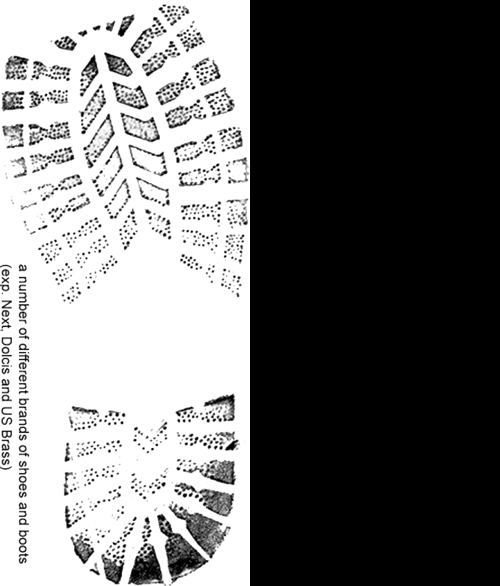 a number of different brands of shoes and boots
(exp. Next, Dolcis and US Brass)